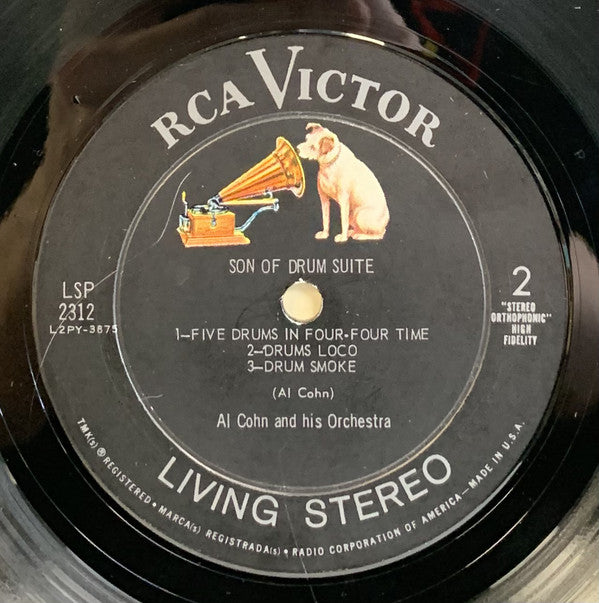 RCA VICTOR
SON OF DRUM SUITE
LSP
2312
L2PY-3875
2
"STEREO
ORTHOPHONIC"
HIGH
FIDELITY
1—FIVE DRUMS IN FOUR-FOUR TIME
2—DRUMS LOCO
3—DRUM SMOKE
(Al Cohn)
Al Cohn and his Orchestra
LIVING STEREO
TMK(s) ® REGISTERED • MARCA(s) REGISTRADA(s) • RADIO CORPORATION OF AMERICA—MADE IN U.S.A.